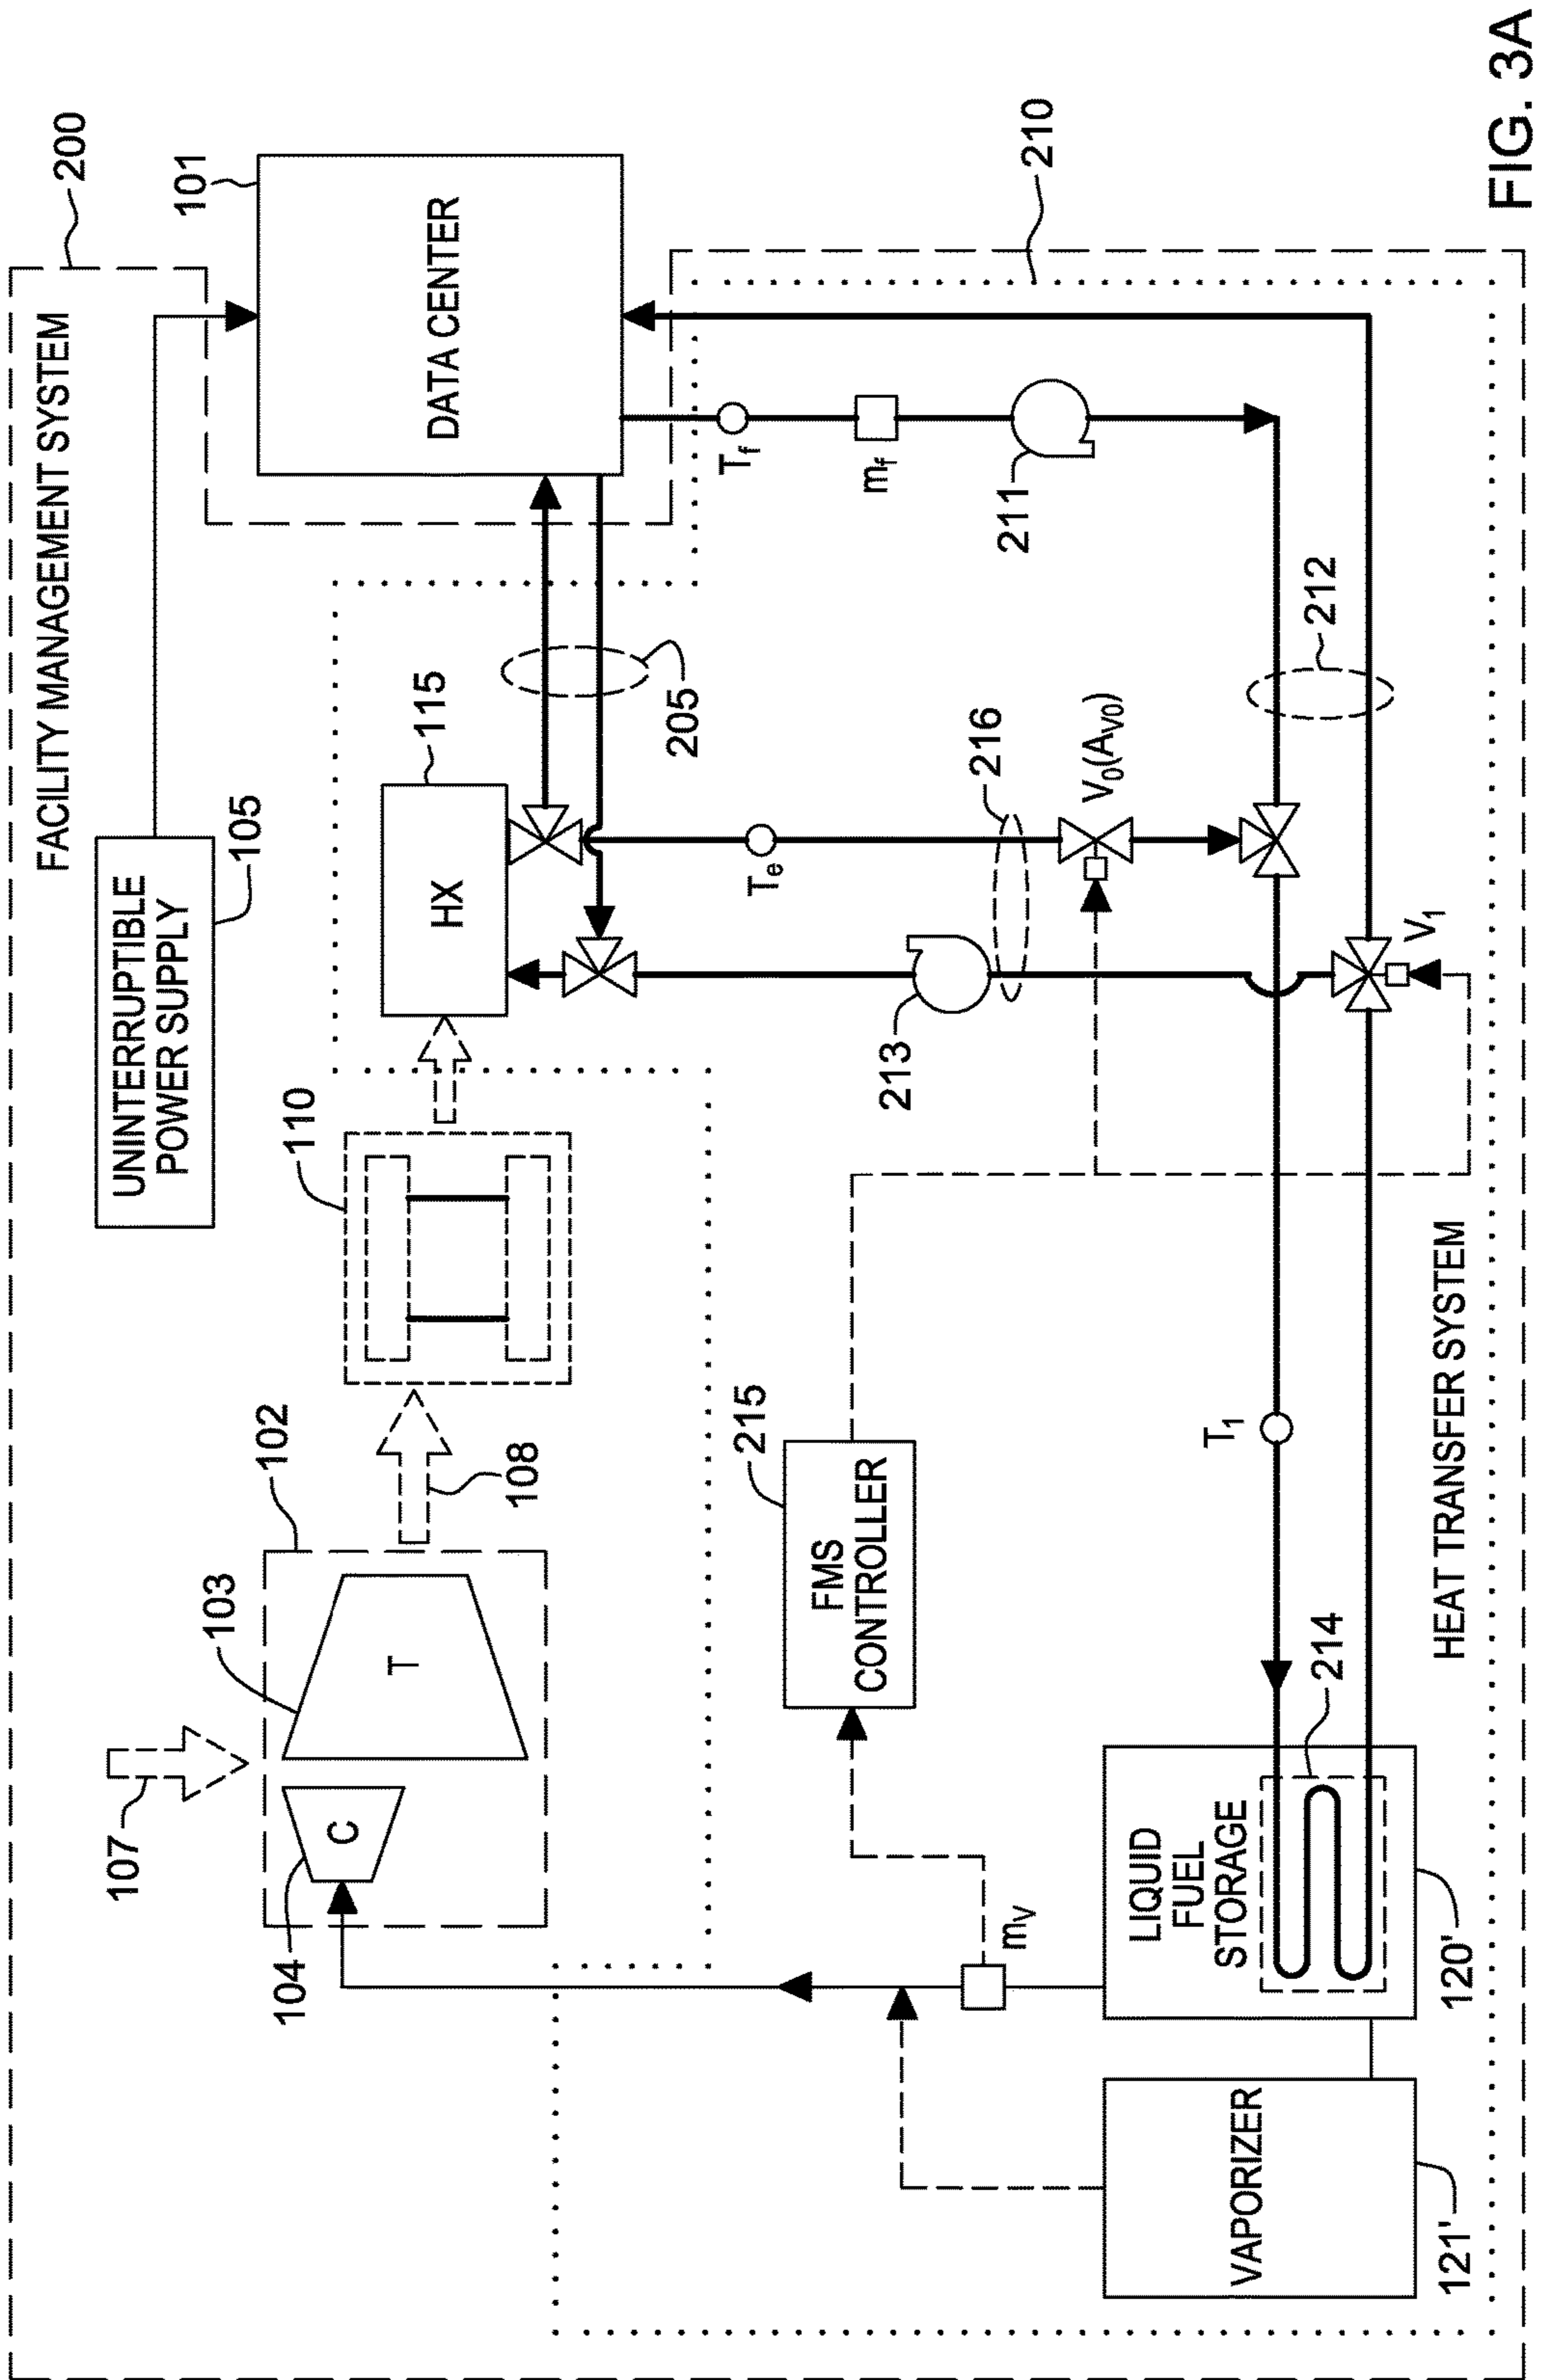 FACILITY MANAGEMENT SYSTEM
200
UNINTERRUPTIBLE
POWER SUPPLY
105
101
DATA CENTER
107
104
C
103
T
102
108
110
115
HX
205
210
Tf
mf
211
Te
216
V0(AV0)
213
212
V1
215
FMS
CONTROLLER
mV
T1
214
LIQUID
FUEL
STORAGE
120'
VAPORIZER
121'
HEAT TRANSFER SYSTEM
FIG. 3A